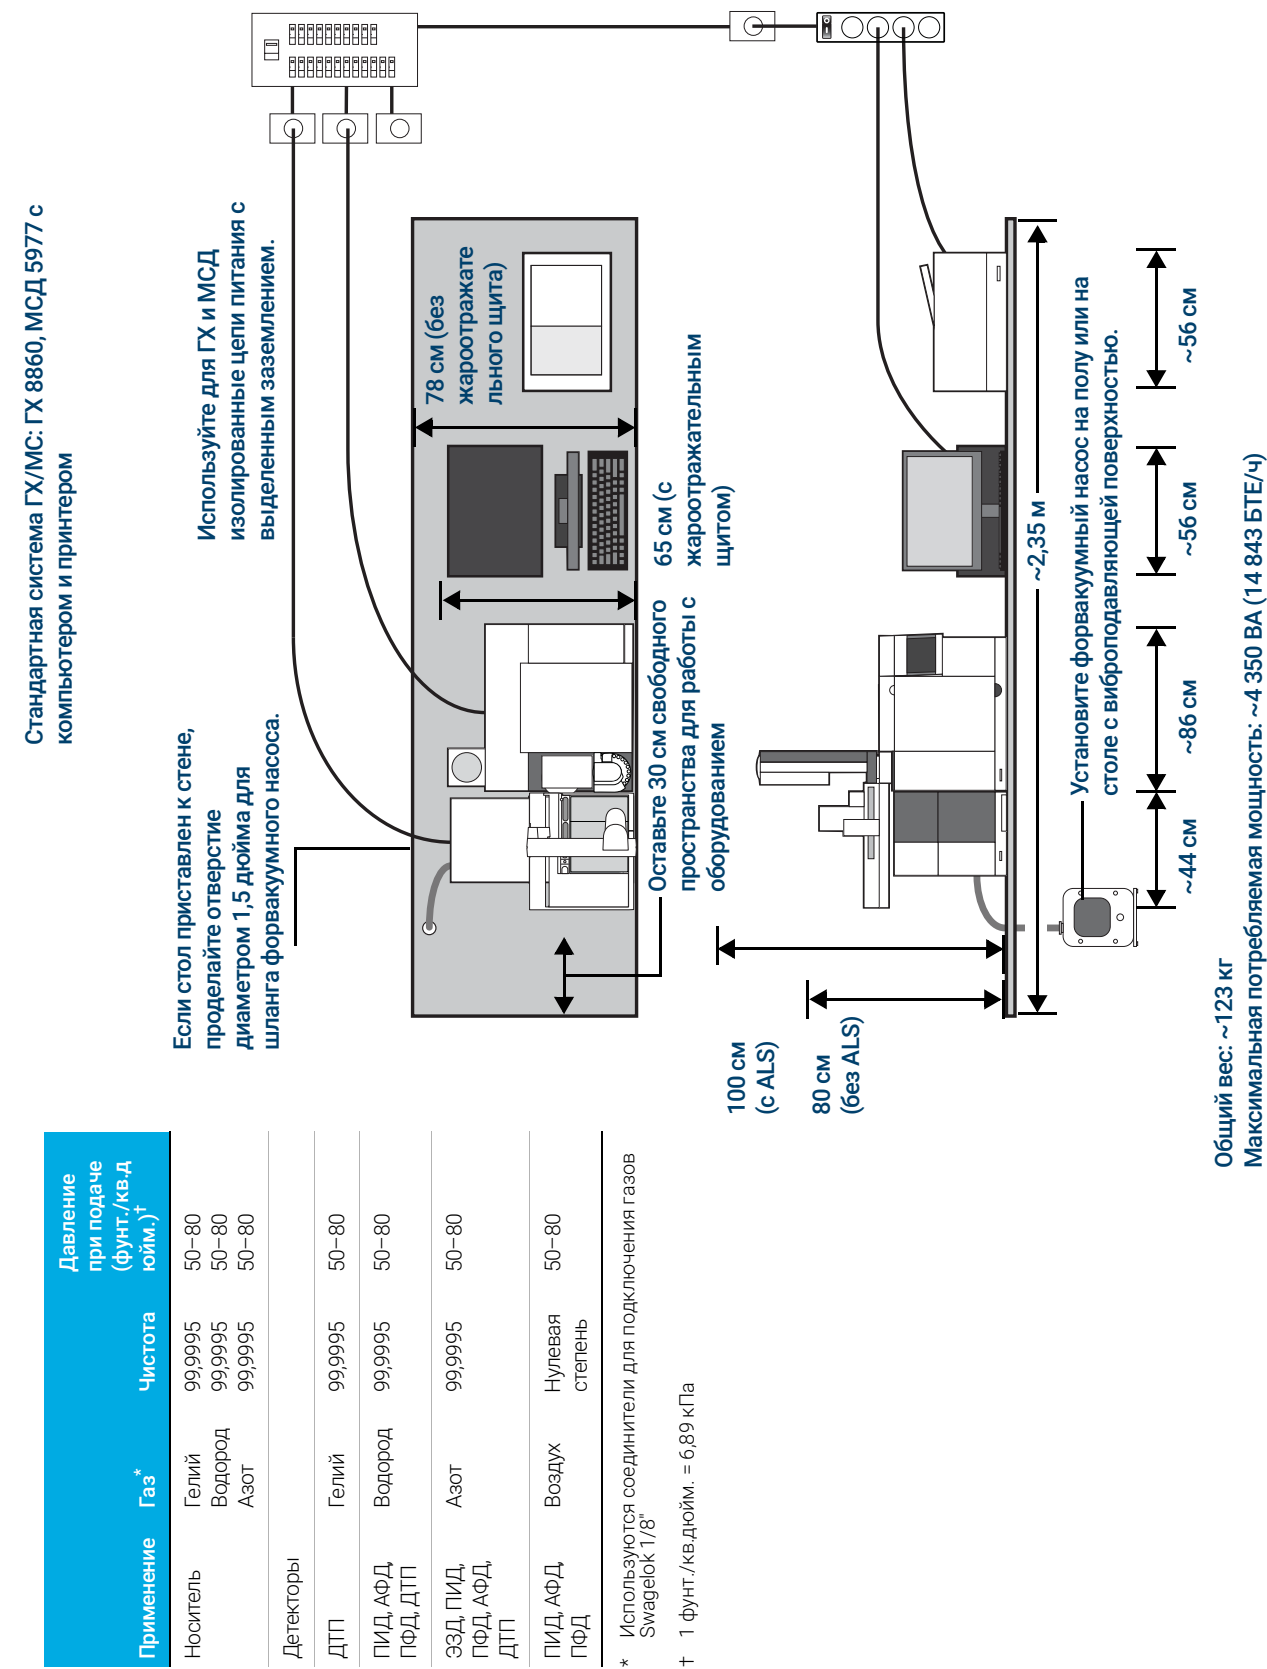 Стандартная система ГХ/МС: ГХ 8860, МСД 5977 с
компьютером и принтером
Используйте для ГХ и МСД
изолированные цепи питания с
выделенным заземлением.
Если стол приставлен к стене,
проделайте отверстие
диаметром 1,5 дюйма для
шланга форвакуумного насоса.
78 см (без
жароотражате
льного щита)
65 см (с
жароотражательным
щитом)
Оставьте 30 см свободного
пространства для работы с
оборудованием
100 см
(с ALS)
80 см
(без ALS)
~2,35 м
Установите форвакуумный насос на полу или на
столе с виброподавляющей поверхностью.
~44 см
~86 см
~56 см
~56 см
Общий вес: ~123 кг
Максимальная потребляемая мощность: ~4 350 ВА (14 843 БТЕ/ч)
Применение Газ* Чистота Давление
при подаче
(фунт./кв.д
юйм.)†
Носитель Гелий 99,9995 50–80
Водород 99,9995 50–80
Азот 99,9995 50–80
Детекторы
ДТП Гелий 99,9995 50–80
ПИД, АФД, Водород 99,9995 50–80
ПФД, ДТП
ЭЗД, ПИД, Азот 99,9995 50–80
ПФД, АФД,
ДТП
ПИД, АФД, Воздух Нулевая 50–80
ПФД степень
* Используются соединители для подключения газов
Swagelok 1/8"
† 1 фунт./кв.дюйм. = 6,89 кПа